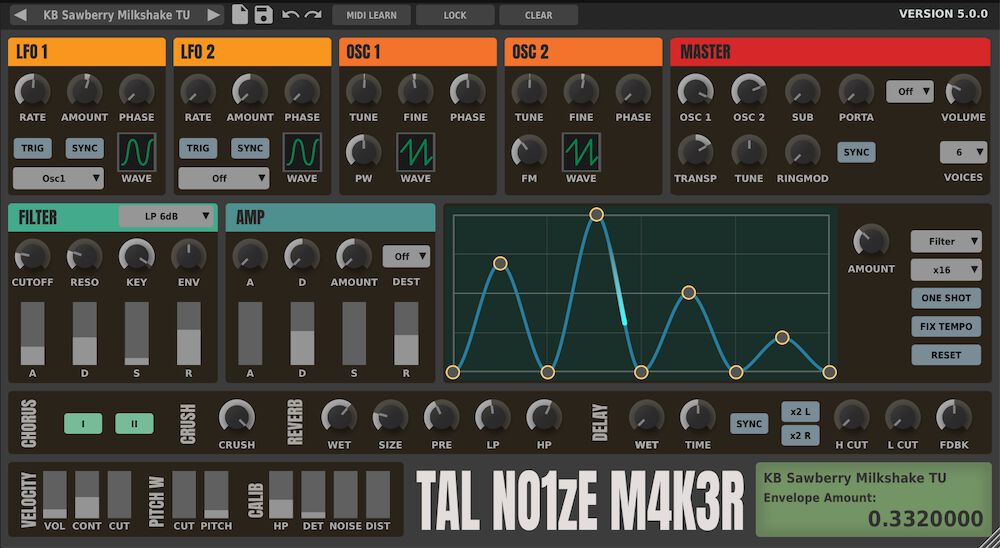 KB Sawberry Milkshake TU MIDI LEARN LOCK CLEAR VERSION 5.0.0
LFO 1 LFO 2 OSC 1 OSC 2 MASTER
RATE AMOUNT PHASE RATE AMOUNT PHASE TUNE FINE PHASE TUNE FINE PHASE OSC 1 OSC 2 SUB PORTA Off VOLUME
TRIG SYNC TRIG SYNC SYNC 6
Osc1 WAVE Off WAVE PW WAVE FM WAVE TRANSP TUNE RINGMOD VOICES
FILTER LP 6dB AMP
CUTOFF RESO KEY ENV A D AMOUNT Off DEST
A D S R A D S R
AMOUNT Filter
x16
ONE SHOT
FIX TEMPO
RESET
CHORUS I II CRUSH CRUSH REVERB WET SIZE PRE LP HP DELAY WET TIME SYNC x2 L x2 R H CUT L CUT FDBK
VELOCITY VOL CONT CUT PITCH W CUT PITCH CALIB HP DET NOISE DIST
TAL N01zE M4K3R
KB Sawberry Milkshake TU
Envelope Amount:
0.3320000